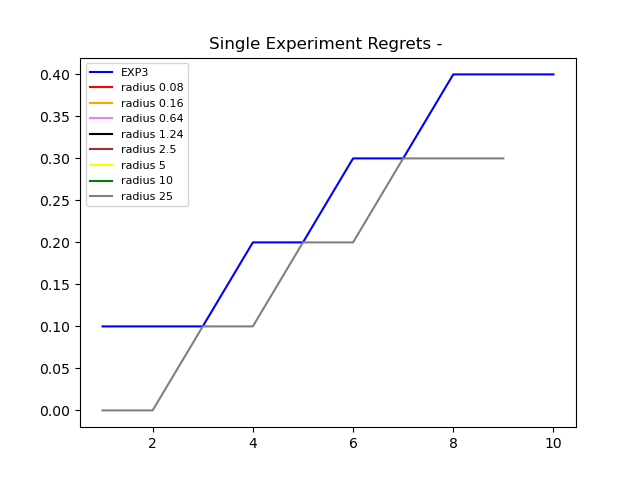 Single Experiment Regrets -
EXP3
radius 0.08
radius 0.16
radius 0.64
radius 1.24
radius 2.5
radius 5
radius 10
radius 25
0.40
0.35
0.30
0.25
0.20
0.15
0.10
0.05
0.00
2 4 6 8 10